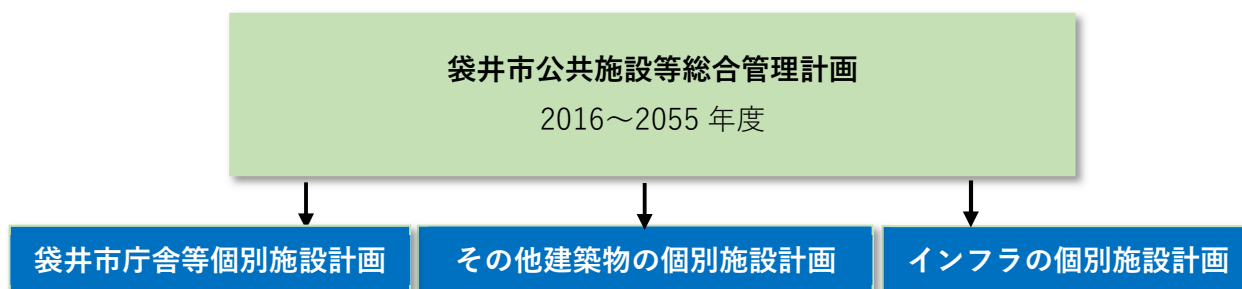 袋井市公共施設等総合管理計画
2016～2055 年度
袋井市庁舎等個別施設計画
その他建築物の個別施設計画
インフラの個別施設計画